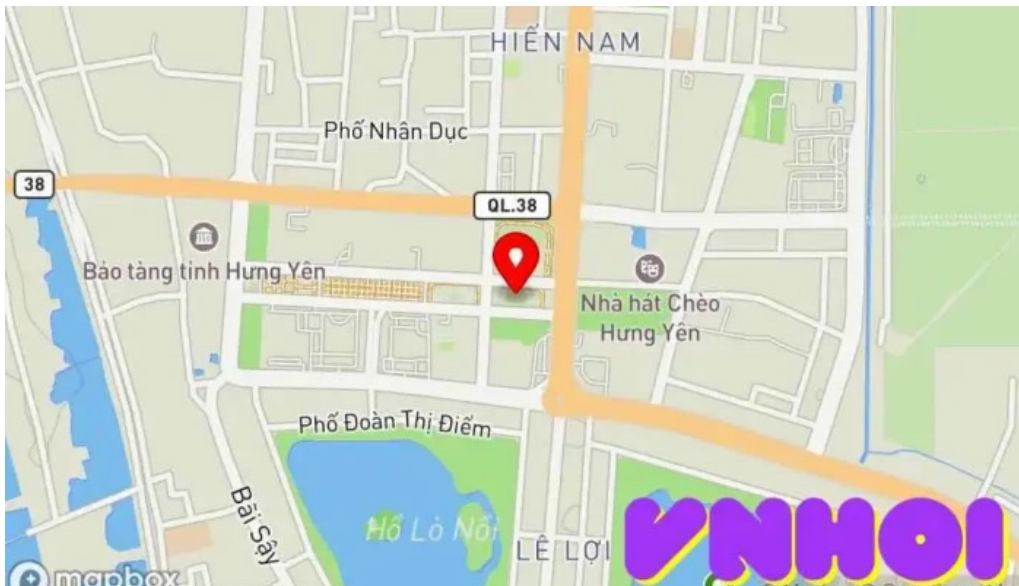 HIẾN NAM
Phố Nhân Dục
38
QL.38
Bảo tàng tỉnh Hưng Yên
Nhà hát Chèo
Hưng Yên
Phố Đoàn Thị Điểm
Bãi Sậy
Hồ Lò Nồi
LÊ LỢI
VNHOI
mapbox